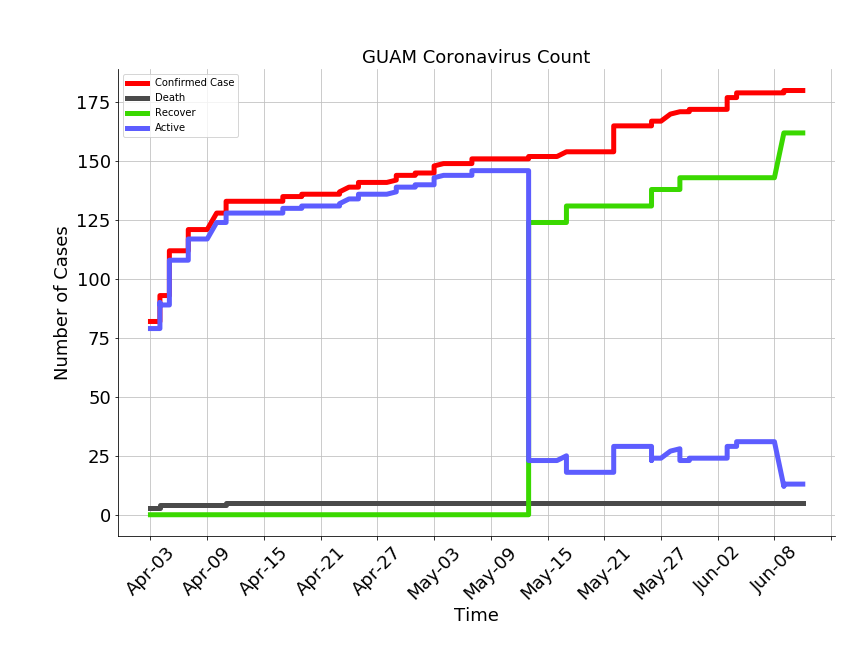 GUAM Coronavirus Count
Confirmed Case
Death
Recover
Active
Number of Cases
175
150
125
100
75
50
25
0
Apr-03
Apr-09
Apr-15
Apr-21
Apr-27
May-03
May-09
May-15
May-21
May-27
Jun-02
Jun-08
Time